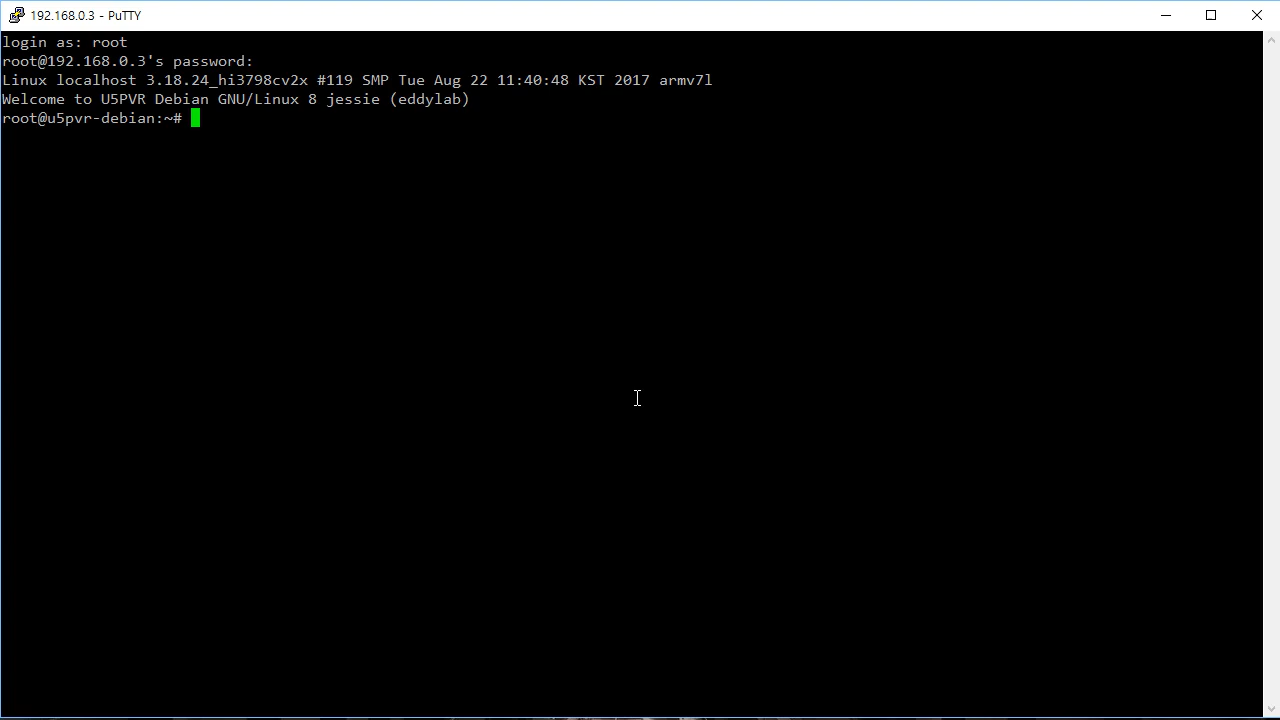 192.168.0.3 - PuTTY
login as: root
root@192.168.0.3's password:
Linux localhost 3.18.24_hi3798cv2x #119 SMP Tue Aug 22 11:40:48 KST 2017 armv7l
Welcome to U5PVR Debian GNU/Linux 8 jessie (eddylab)
root@u5pvr-debian:~#